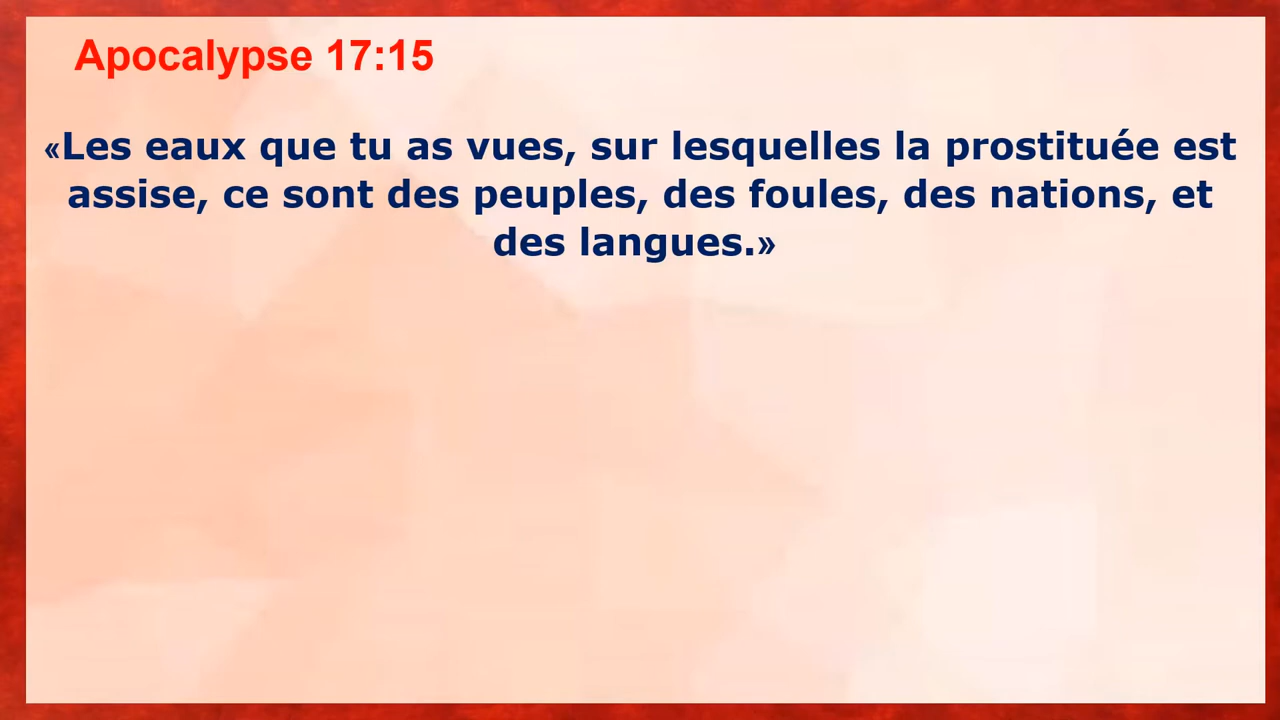 Apocalypse 17:15
«Les eaux que tu as vues, sur lesquelles la prostituée est
assise, ce sont des peuples, des foules, des nations, et
des langues.»